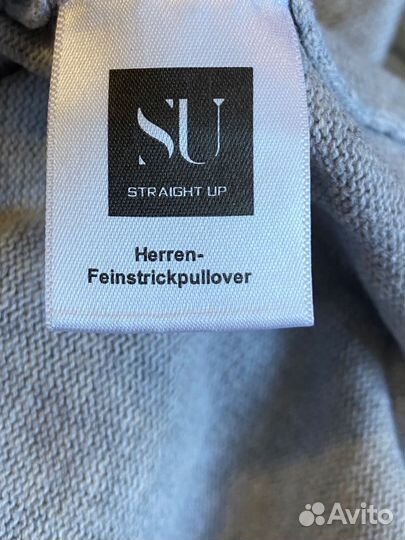 SU
STRAIGHT UP
Herren-
Feinstrickpullover
Avito